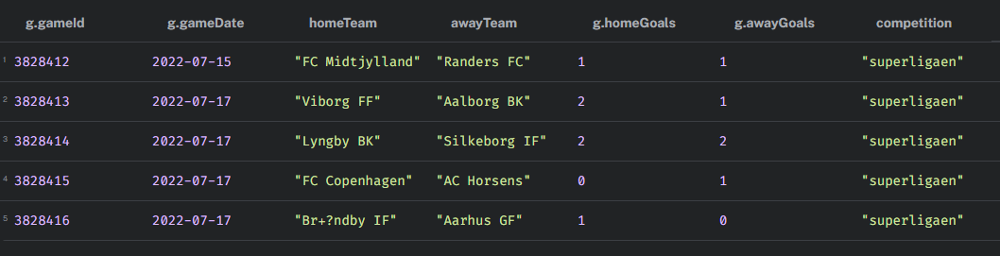 g.gameId g.gameDate homeTeam awayTeam g.homeGoals g.awayGoals competition
1 3828412 2022-07-15 "FC Midtjylland" "Randers FC" 1 1 "superligaen"
2 3828413 2022-07-17 "Viborg FF" "Aalborg BK" 2 1 "superligaen"
3 3828414 2022-07-17 "Lyngby BK" "Silkeborg IF" 2 2 "superligaen"
4 3828415 2022-07-17 "FC Copenhagen" "AC Horsens" 0 1 "superligaen"
5 3828416 2022-07-17 "Br+?ndby IF" "Aarhus GF" 1 0 "superligaen"